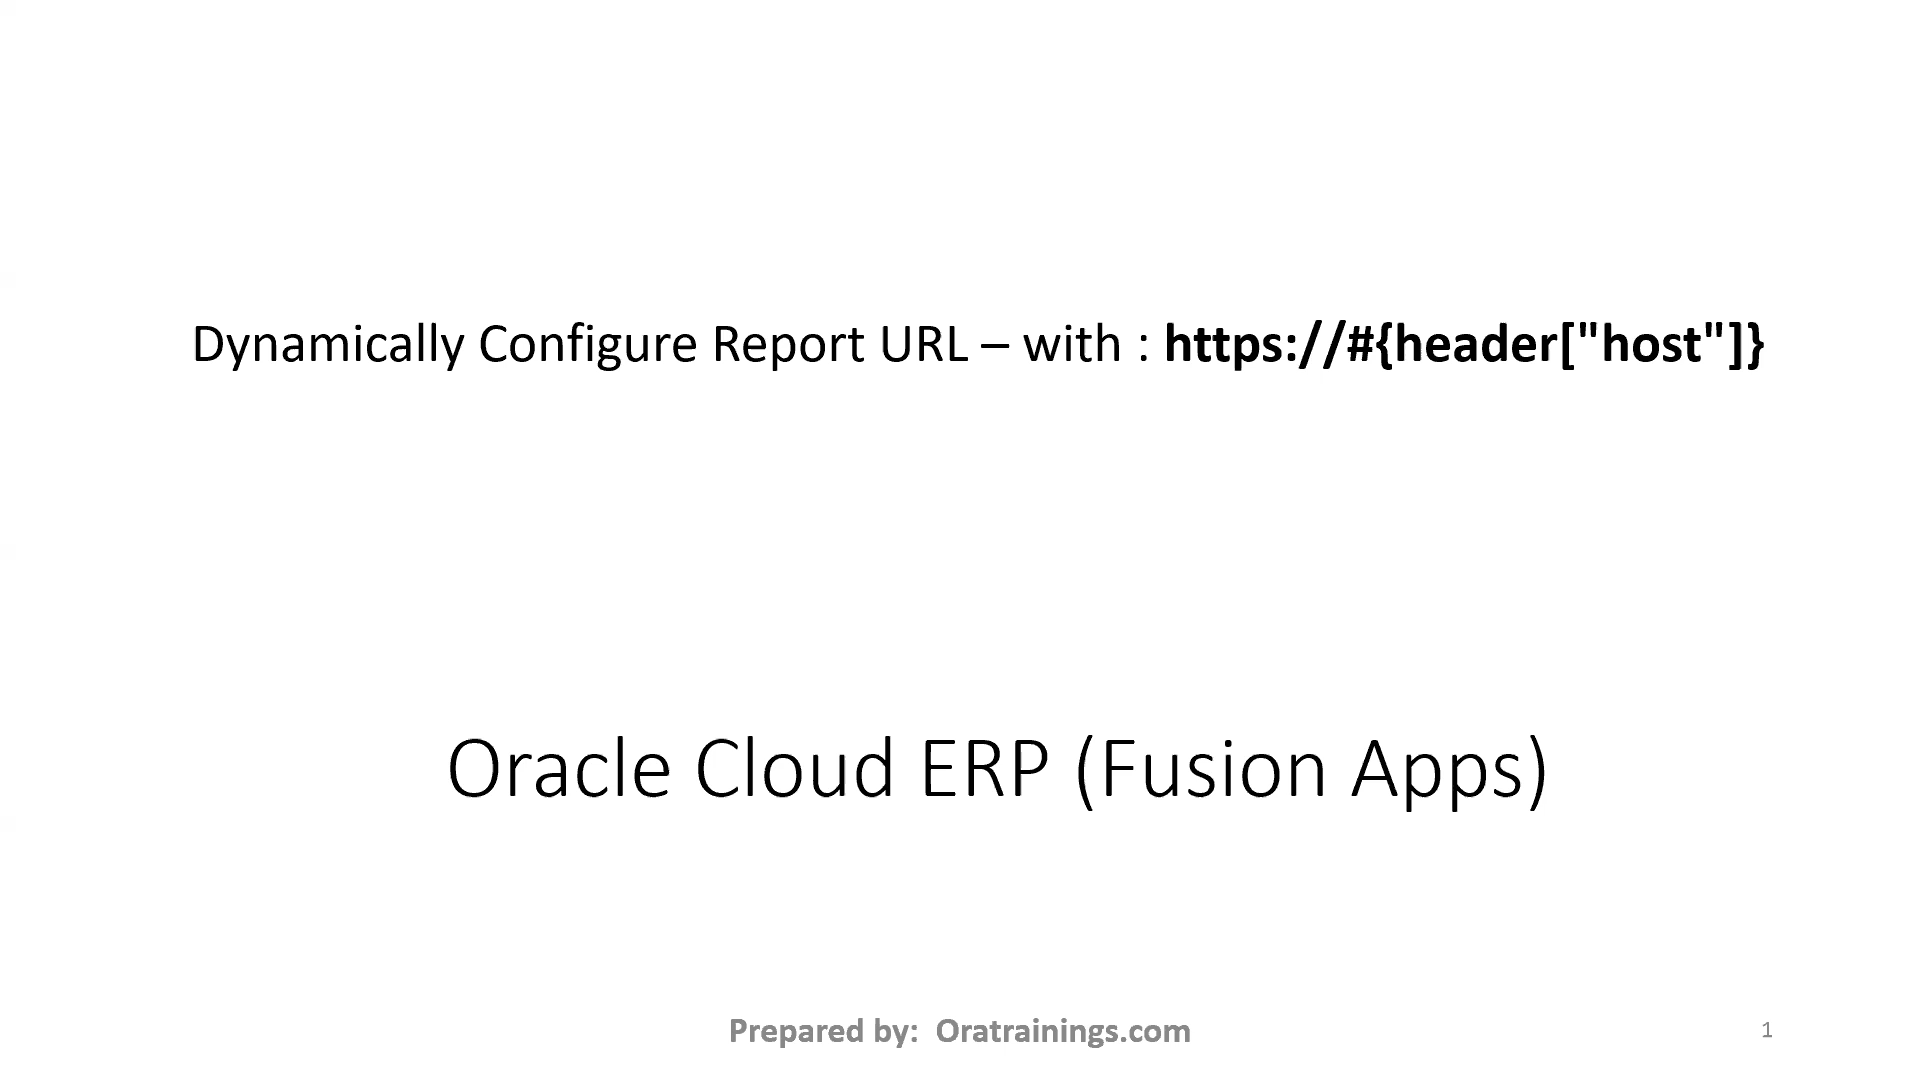 Dynamically Configure Report URL – with : https://#{header["host"]}
Oracle Cloud ERP (Fusion Apps)
Prepared by:  Oratrainings.com
1